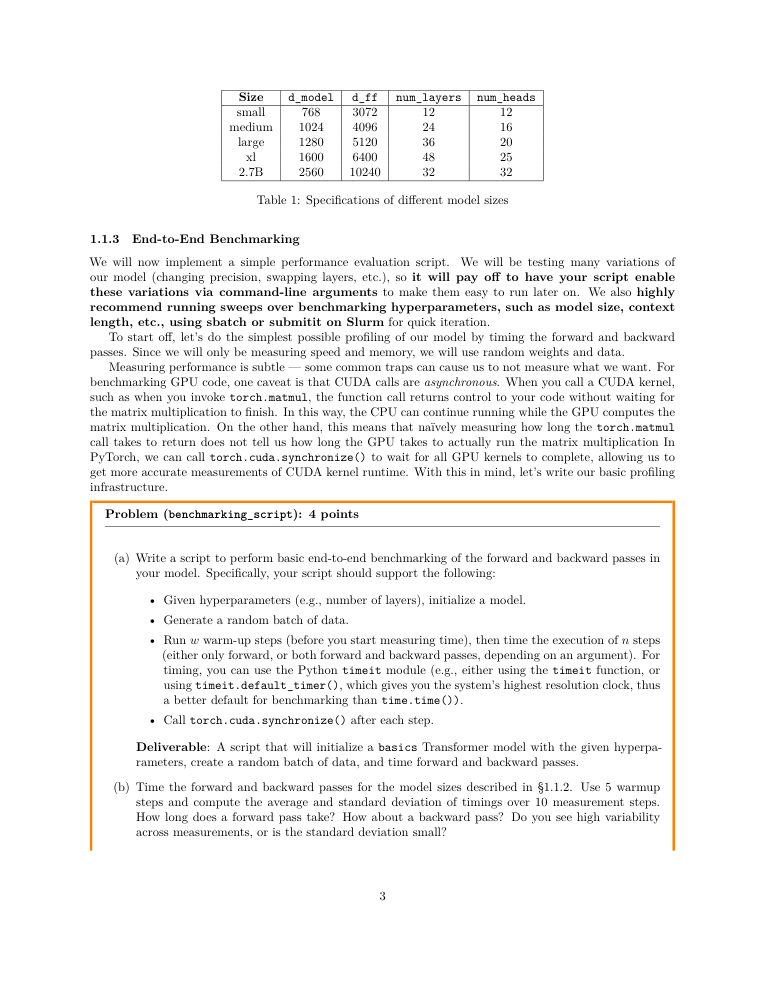 Size d_model d_ff num_layers num_heads
small 768 3072 12 12
medium 1024 4096 24 16
large 1280 5120 36 20
xl 1600 6400 48 25
2.7B 2560 10240 32 32
Table 1: Specifications of different model sizes
1.1.3 End-to-End Benchmarking
We will now implement a simple performance evaluation script. We will be testing many variations of
our model (changing precision, swapping layers, etc.), so it will pay off to have your script enable
these variations via command-line arguments to make them easy to run later on. We also highly
recommend running sweeps over benchmarking hyperparameters, such as model size, context
length, etc., using sbatch or submitit on Slurm for quick iteration.
To start off, let's do the simplest possible profiling of our model by timing the forward and backward
passes. Since we will only be measuring speed and memory, we will use random weights and data.
Measuring performance is subtle — some common traps can cause us to not measure what we want. For
benchmarking GPU code, one caveat is that CUDA calls are asynchronous. When you call a CUDA kernel,
such as when you invoke torch.matmul, the function call returns control to your code without waiting for
the matrix multiplication to finish. In this way, the CPU can continue running while the GPU computes the
matrix multiplication. On the other hand, this means that naïvely measuring how long the torch.matmul
call takes to return does not tell us how long the GPU takes to actually run the matrix multiplication In
PyTorch, we can call torch.cuda.synchronize() to wait for all GPU kernels to complete, allowing us to
get more accurate measurements of CUDA kernel runtime. With this in mind, let's write our basic profiling
infrastructure.
Problem (benchmarking_script): 4 points
(a) Write a script to perform basic end-to-end benchmarking of the forward and backward passes in
your model. Specifically, your script should support the following:
• Given hyperparameters (e.g., number of layers), initialize a model.
• Generate a random batch of data.
• Run w warm-up steps (before you start measuring time), then time the execution of n steps
(either only forward, or both forward and backward passes, depending on an argument). For
timing, you can use the Python timeit module (e.g., either using the timeit function, or
using timeit.default_timer(), which gives you the system's highest resolution clock, thus
a better default for benchmarking than time.time()).
• Call torch.cuda.synchronize() after each step.
Deliverable: A script that will initialize a basics Transformer model with the given hyperpa-
rameters, create a random batch of data, and time forward and backward passes.
(b) Time the forward and backward passes for the model sizes described in §1.1.2. Use 5 warmup
steps and compute the average and standard deviation of timings over 10 measurement steps.
How long does a forward pass take? How about a backward pass? Do you see high variability
across measurements, or is the standard deviation small?
3